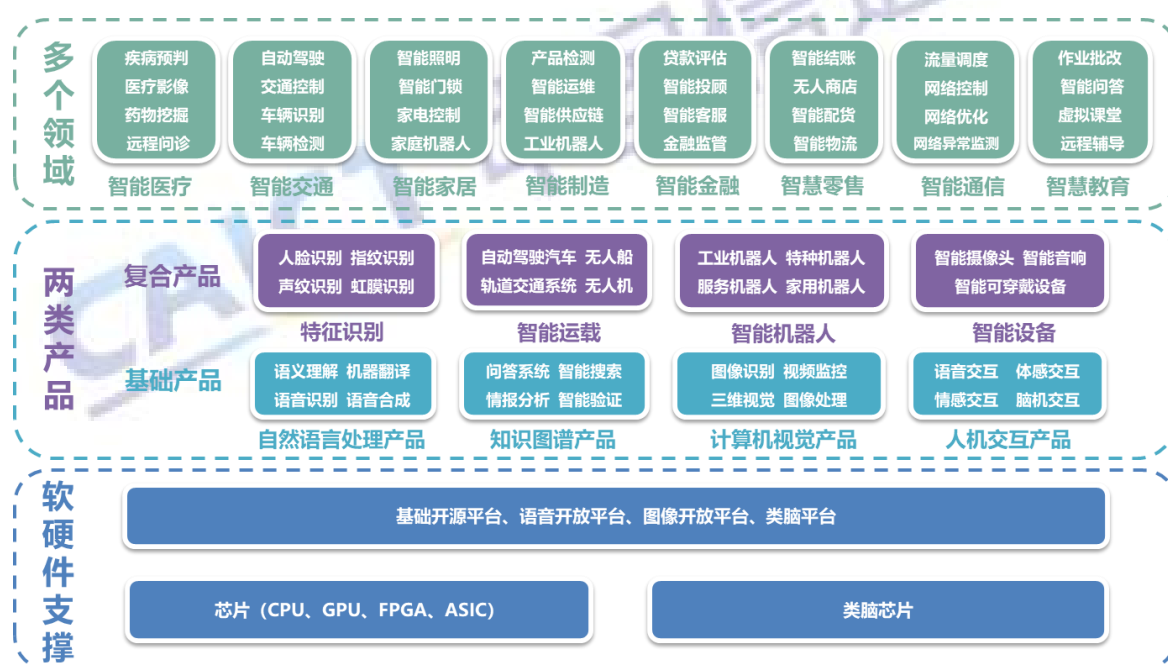 多个领域
疾病预判
医疗影像
药物挖掘
远程问诊
智能医疗
自动驾驶
交通控制
车辆识别
车辆检测
智能交通
智能照明
智能门锁
家电控制
家庭机器人
智能家居
产品检测
智能运维
智能供应链
工业机器人
智能制造
贷款评估
智能投顾
智能客服
金融监管
智能金融
智能结账
无人商店
智能配货
智能物流
智慧零售
流量调度
网络控制
网络优化
网络异常监测
智能通信
作业批改
智能问答
虚拟课堂
远程辅导
智慧教育
两类产品
复合产品
人脸识别 指纹识别
声纹识别 虹膜识别
特征识别
自动驾驶汽车 无人船
轨道交通系统 无人机
智能运载
工业机器人 特种机器人
服务机器人 家用机器人
智能机器人
智能摄像头 智能音响
智能可穿戴设备
智能设备
基础产品
语义理解 机器翻译
语音识别 语音合成
自然语言处理产品
问答系统 智能搜索
情报分析 智能验证
知识图谱产品
图像识别 视频监控
三维视觉 图像处理
计算机视觉产品
语音交互 体感交互
情感交互 脑机交互
人机交互产品
软硬件支撑
基础开源平台、语音开放平台、图像开放平台、类脑平台
芯片（CPU、GPU、FPGA、ASIC）
类脑芯片
CAICT